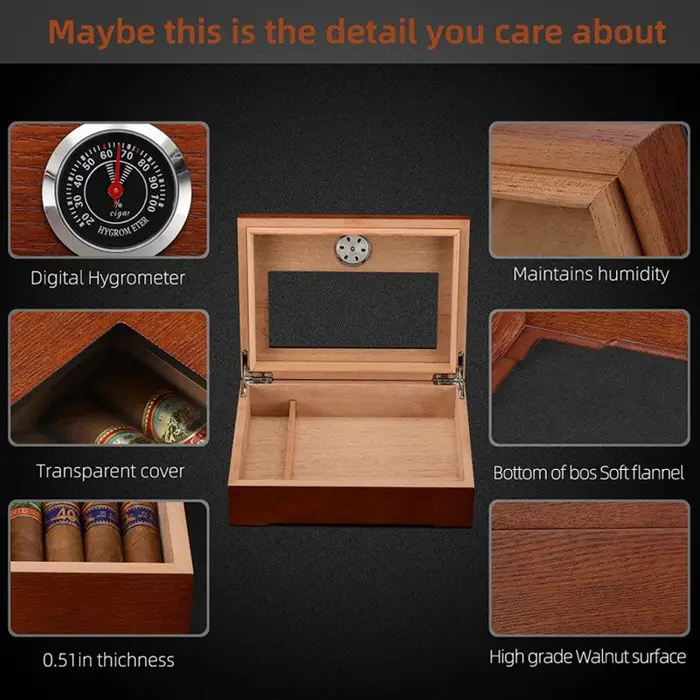 Maybe this is the detail you care about
20 30 40 50 60 70 80 90 100
%
cigar
HYGROMETER
Digital Hygrometer
Maintains humidity
Transparent cover
Bottom of bos Soft flannel
40
0.51in thichness
High grade Walnut surface